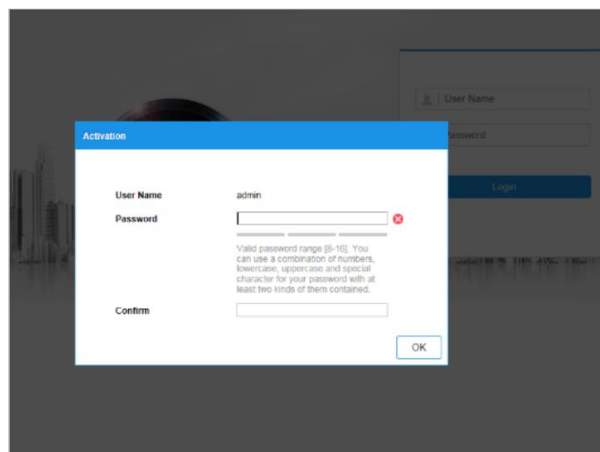 User Name
Password
Login
Activation
User Name admin
Password
Valid password range [8-16]. You
can use a combination of numbers,
lowercase, uppercase and special
character for your password with at
least two kinds of them contained.
Confirm
OK